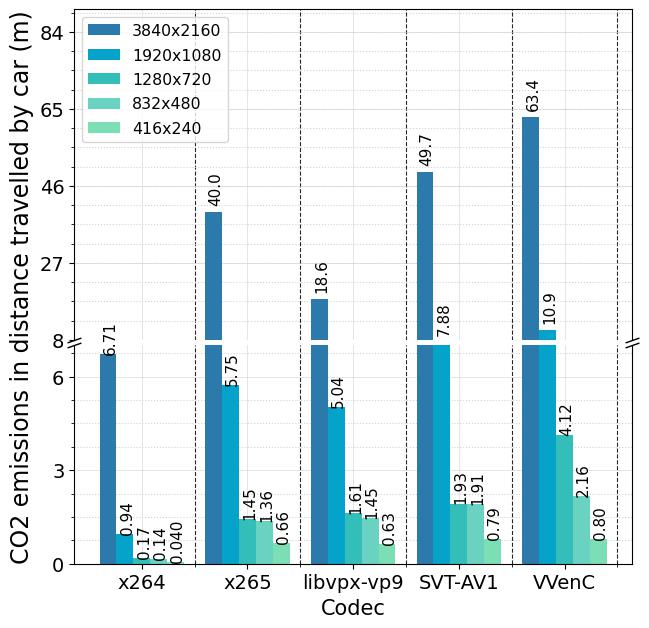 CO2 emissions in distance travelled by car (m)
84
65
46
27
8
6
3
0
3840x2160
1920x1080
1280x720
832x480
416x240
6.71
0.94
0.17
0.14
0.040
40.0
5.75
1.45
1.36
0.66
18.6
5.04
1.61
1.45
0.63
49.7
7.88
1.93
1.91
0.79
63.4
10.9
4.12
2.16
0.80
x264
x265
libvpx-vp9
SVT-AV1
VVenC
Codec